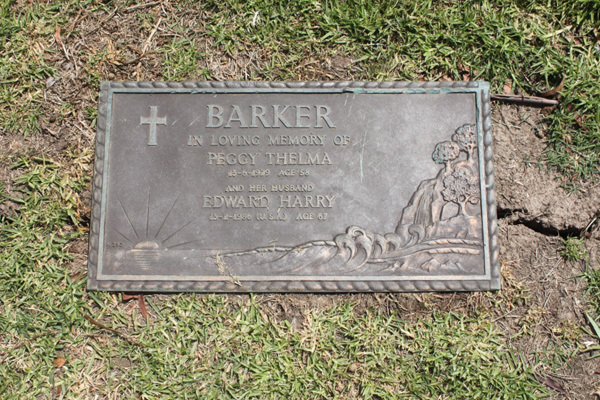 BARKER
IN LOVING MEMORY OF
PEGGY THELMA
AGE 58
AND HER HUSBAND
EDWARD HARRY
(U.S.A.) AGE 67